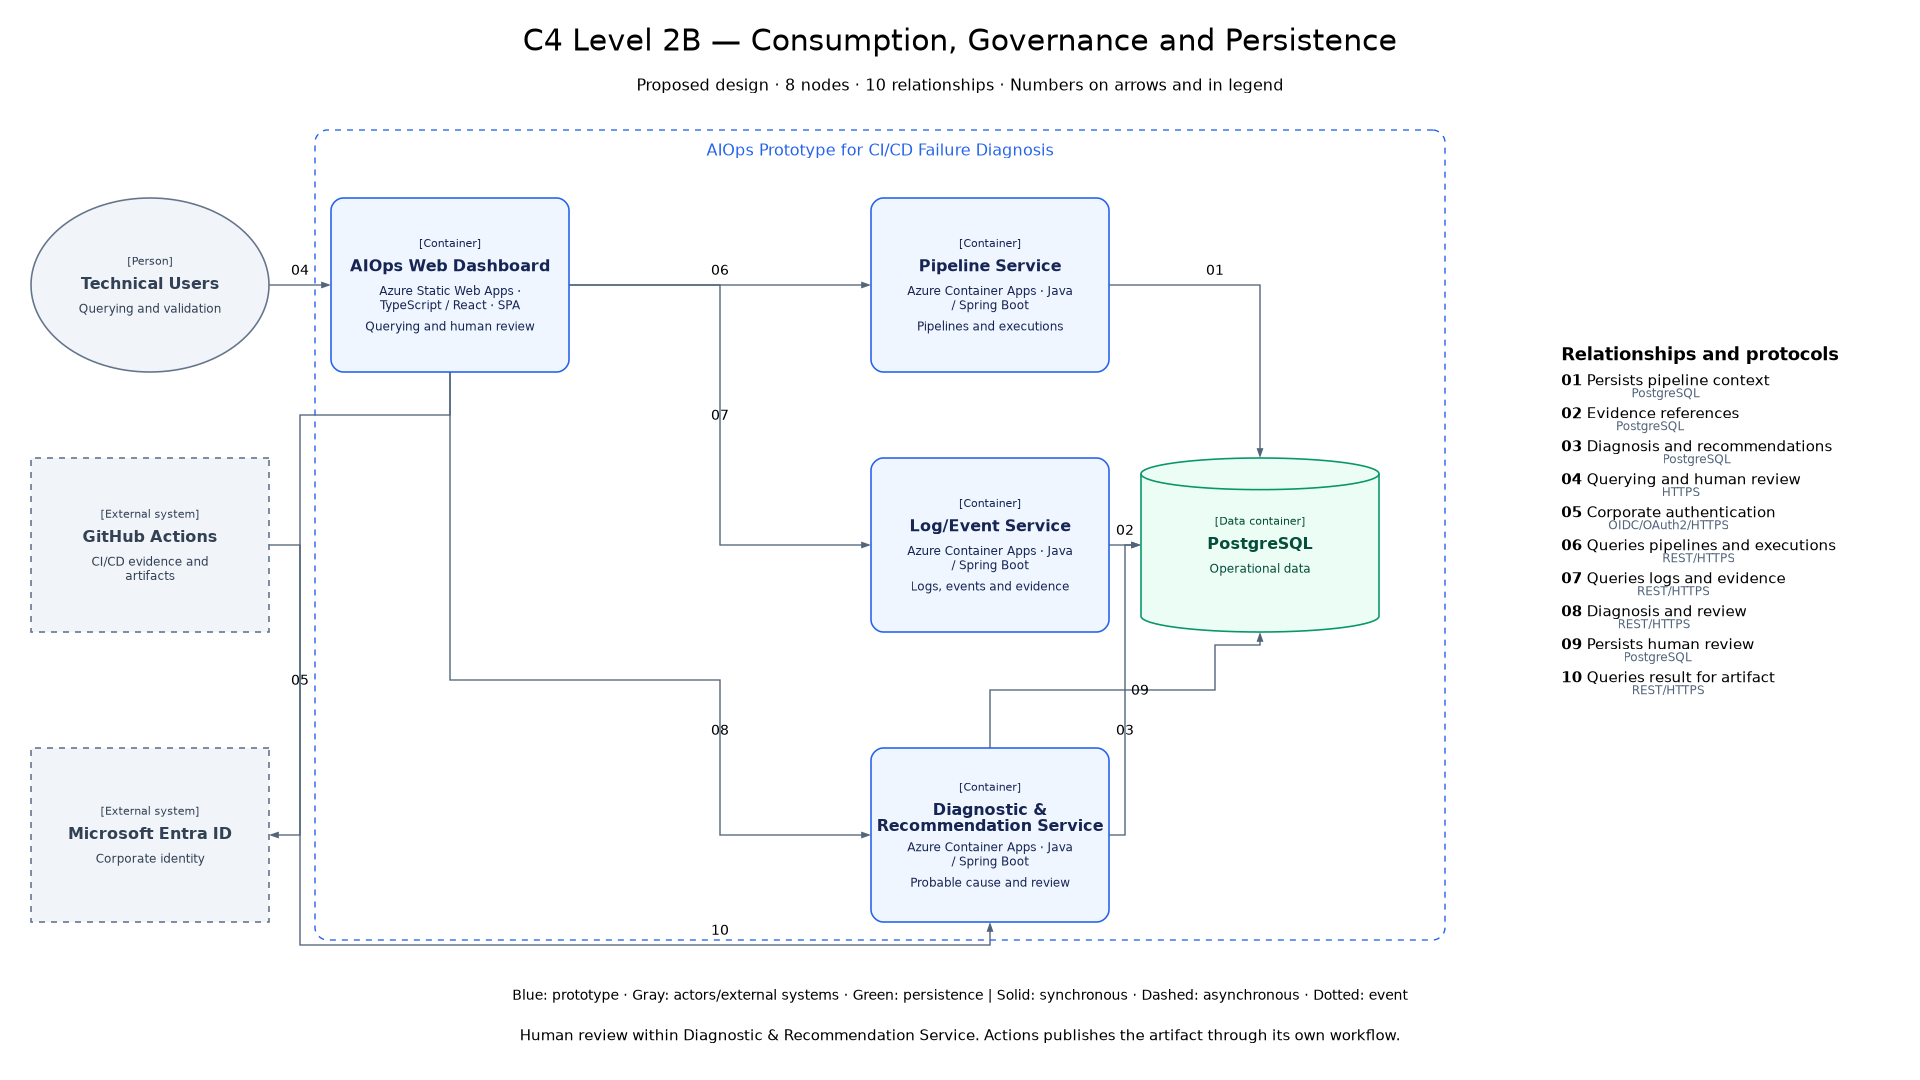 C4 Level 2B — Consumption, Governance and Persistence
Proposed design · 8 nodes · 10 relationships · Numbers on arrows and in legend
AIOps Prototype for CI/CD Failure Diagnosis
[Person]
Technical Users
Querying and validation
04
[Container]
AIOps Web Dashboard
Azure Static Web Apps ·
TypeScript / React · SPA
Querying and human review
06
[Container]
Pipeline Service
Azure Container Apps · Java
/ Spring Boot
Pipelines and executions
01
07
[External system]
GitHub Actions
CI/CD evidence and
artifacts
[Container]
Log/Event Service
Azure Container Apps · Java
/ Spring Boot
Logs, events and evidence
02
[Data container]
PostgreSQL
Operational data
05
09
08
03
[External system]
Microsoft Entra ID
Corporate identity
[Container]
Diagnostic &
Recommendation Service
Azure Container Apps · Java
/ Spring Boot
Probable cause and review
10
Relationships and protocols
01 Persists pipeline context
PostgreSQL
02 Evidence references
PostgreSQL
03 Diagnosis and recommendations
PostgreSQL
04 Querying and human review
HTTPS
05 Corporate authentication
OIDC/OAuth2/HTTPS
06 Queries pipelines and executions
REST/HTTPS
07 Queries logs and evidence
REST/HTTPS
08 Diagnosis and review
REST/HTTPS
09 Persists human review
PostgreSQL
10 Queries result for artifact
REST/HTTPS
Blue: prototype · Gray: actors/external systems · Green: persistence | Solid: synchronous · Dashed: asynchronous · Dotted: event
Human review within Diagnostic & Recommendation Service. Actions publishes the artifact through its own workflow.